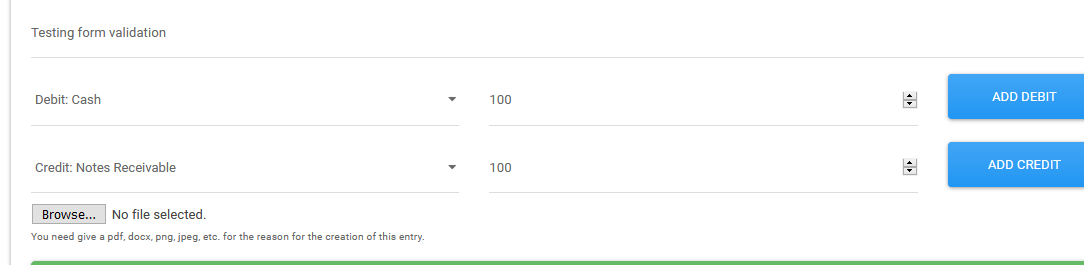 Testing form validation
Debit: Cash 100 ADD DEBIT
Credit: Notes Receivable 100 ADD CREDIT
Browse... No file selected.
You need give a pdf, docx, png, jpeg, etc. for the reason for the creation of this entry.